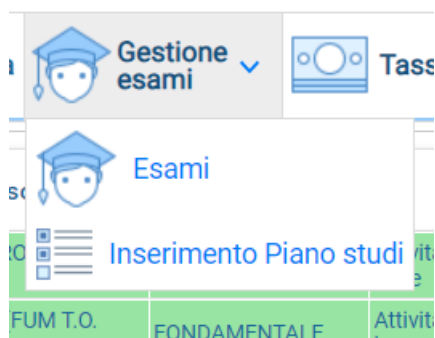 Gestione
esami
Tass
Esami
Inserimento Piano studi
FUM T.O.
FONDAMENTALE
Attivit